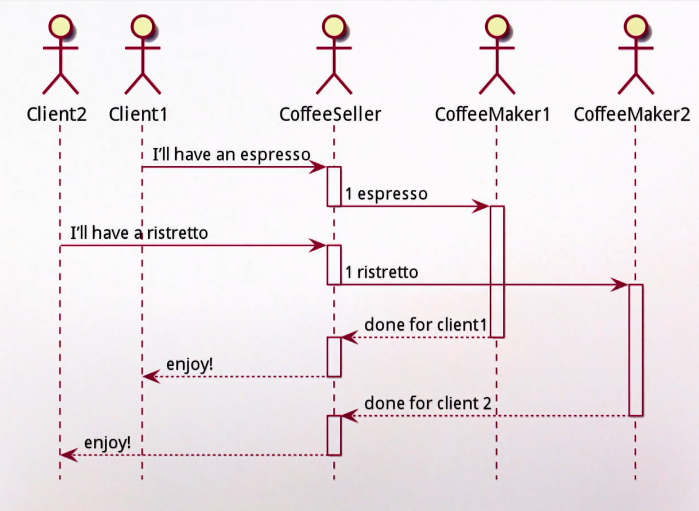 Client2 Client1 CoffeeSeller CoffeeMaker1 CoffeeMaker2
I'll have an espresso
1 espresso
I'll have a ristretto
1 ristretto
done for client1
enjoy!
done for client 2
enjoy!